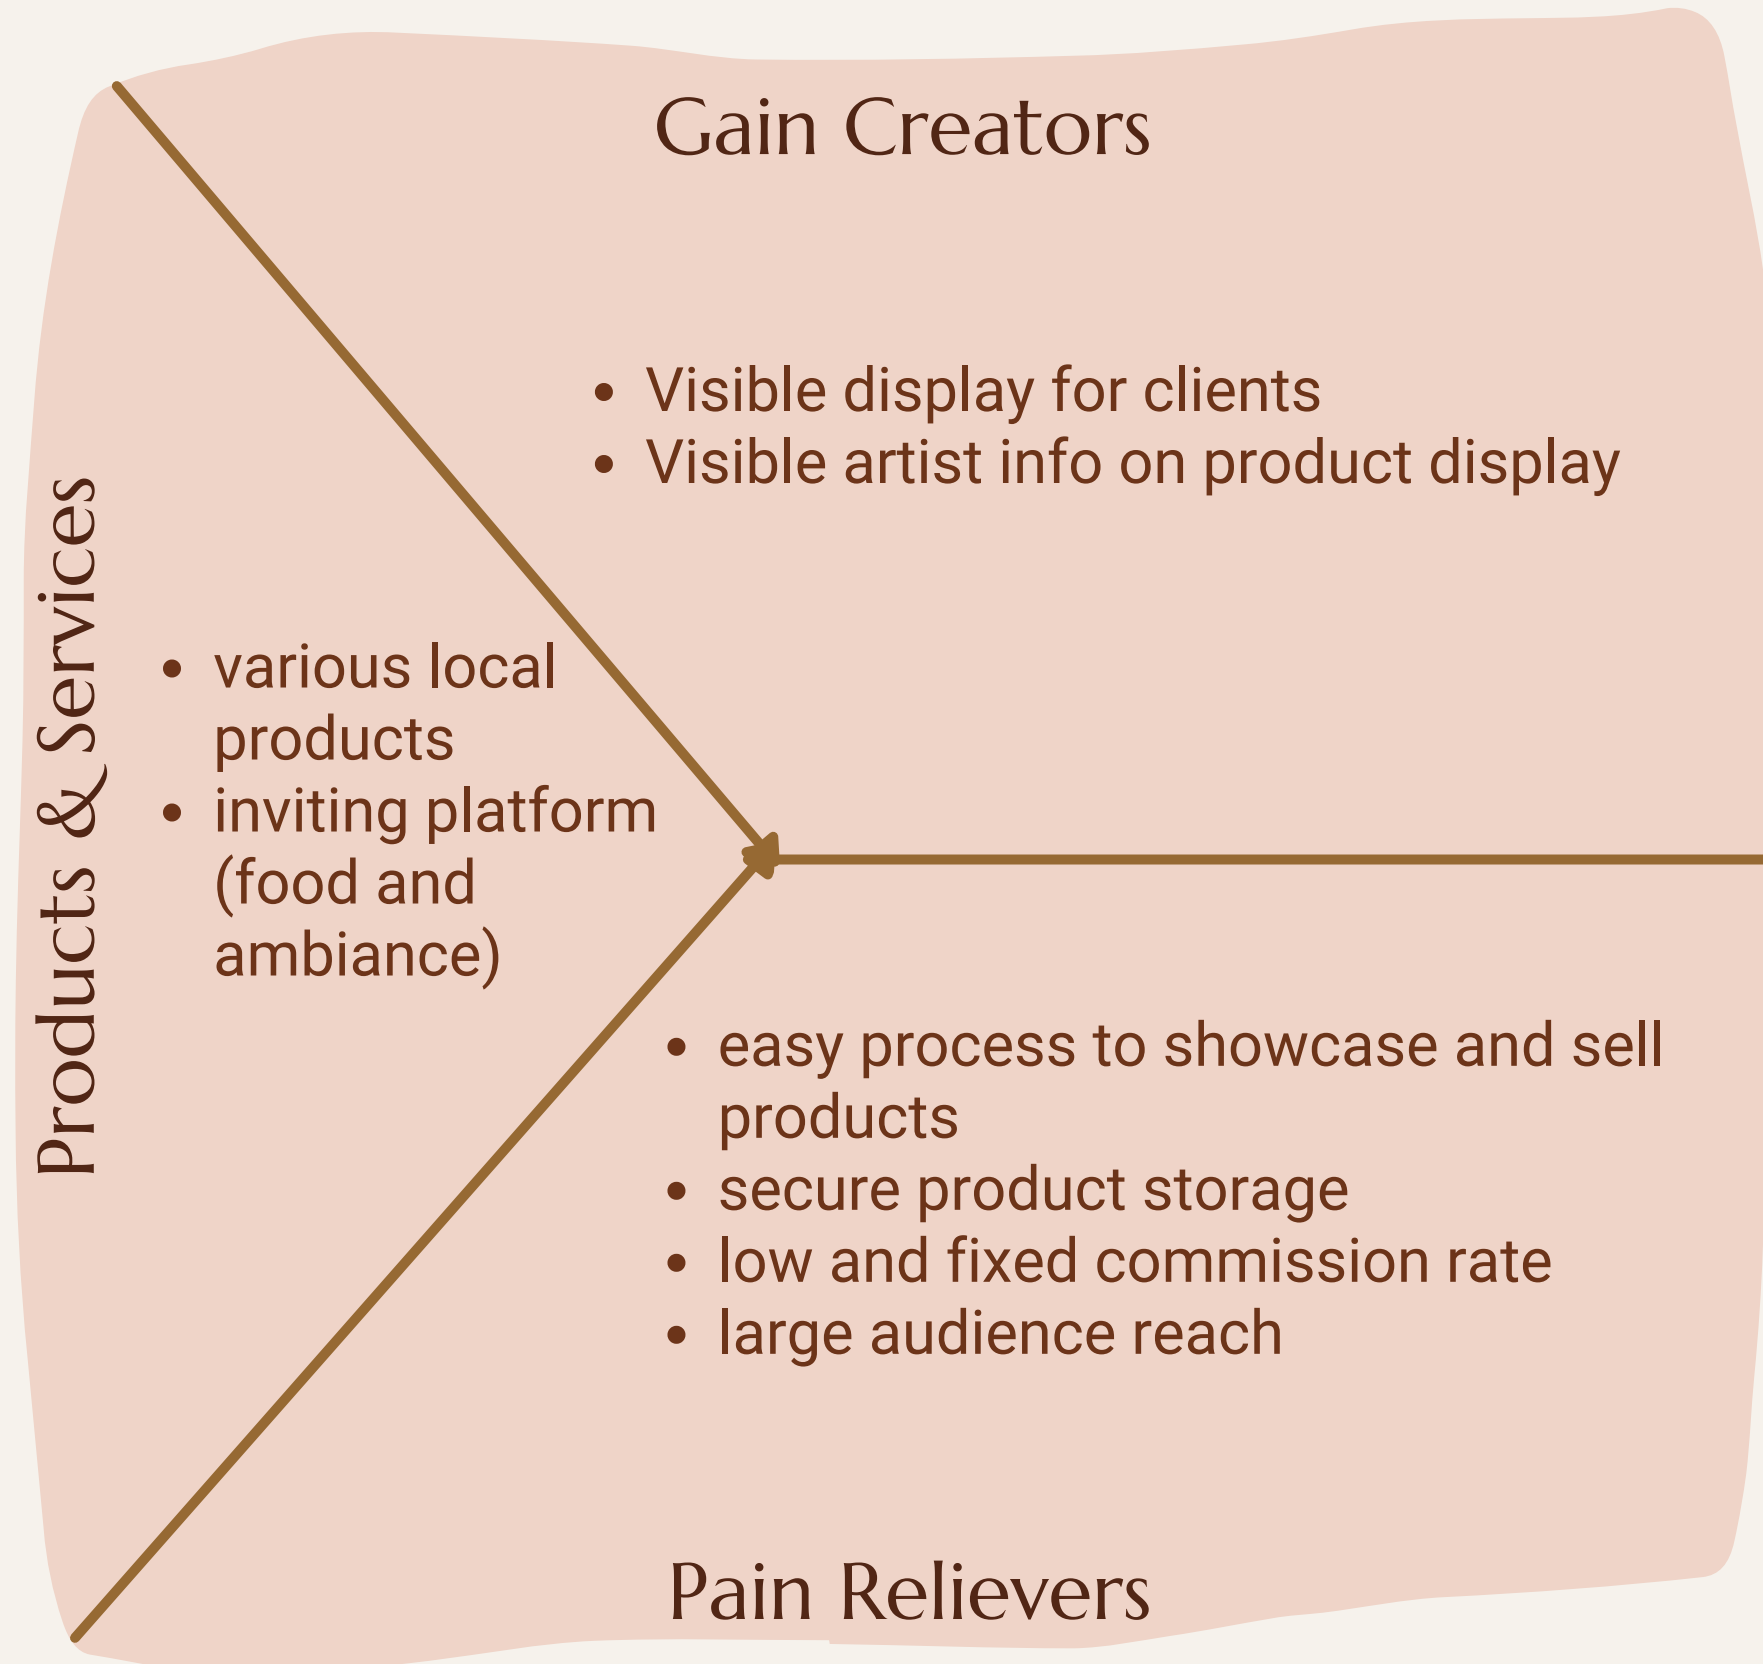 Gain Creators
• Visible display for clients
• Visible artist info on product display
Products & Services
• various local
products
• inviting platform
(food and
ambiance)
• easy process to showcase and sell
products
• secure product storage
• low and fixed commission rate
• large audience reach
Pain Relievers